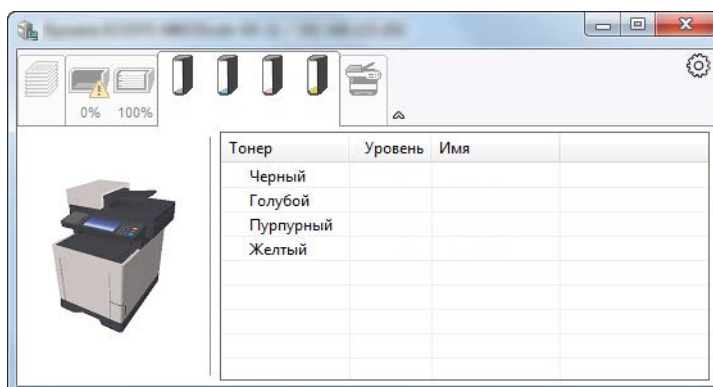 0% 100%
Тонер Уровень Имя
Черный
Голубой
Пурпурный
Желтый